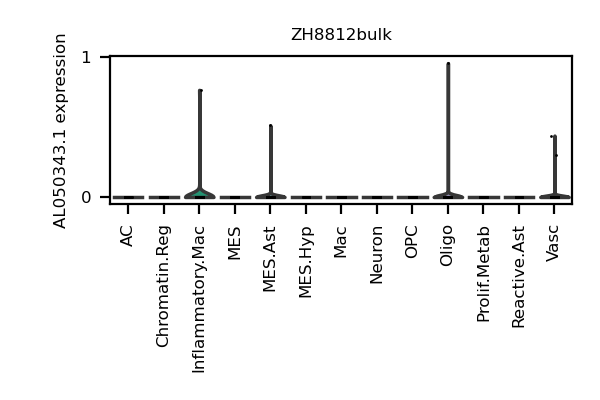 ZH8812bulk
AL050343.1 expression
1
0
AC
Chromatin.Reg
Inflammatory.Mac
MES
MES.Ast
MES.Hyp
Mac
Neuron
OPC
Oligo
Prolif.Metab
Reactive.Ast
Vasc